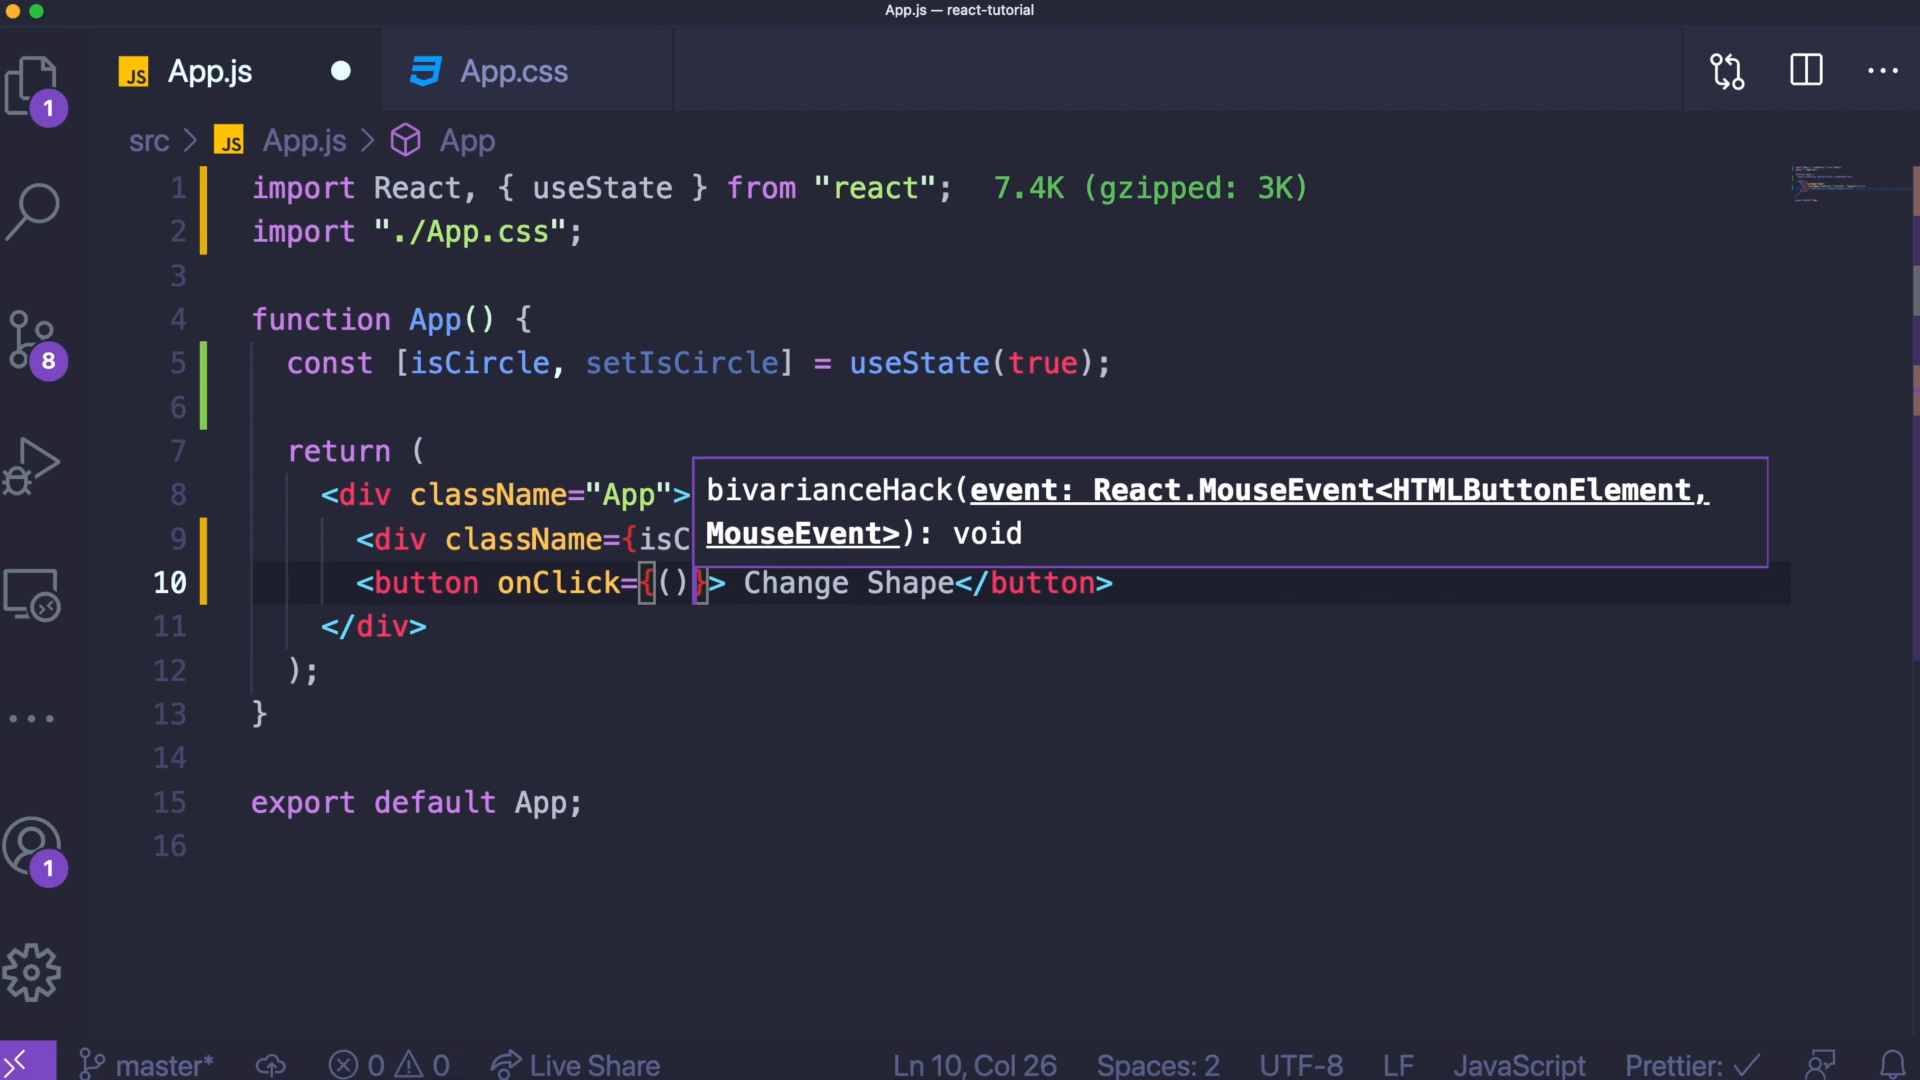 App.js — react-tutorial
JS App.js
App.css
1
src > JS App.js > App
1 import React, { useState } from "react"; 7.4K (gzipped: 3K)
2 import "./App.css";
3
4 function App() {
5 const [isCircle, setIsCircle] = useState(true);
6
7 return (
8 <div className="App">
bivarianceHack(event: React.MouseEvent<HTMLButtonElement,
MouseEvent>): void
9 <div className={isC
10 <button onClick={()}> Change Shape</button>
11 </div>
12 );
13 }
14
15 export default App;
16
8
1
master* 0 0 Live Share Ln 10, Col 26 Spaces: 2 UTF-8 LF JavaScript Prettier: ✓